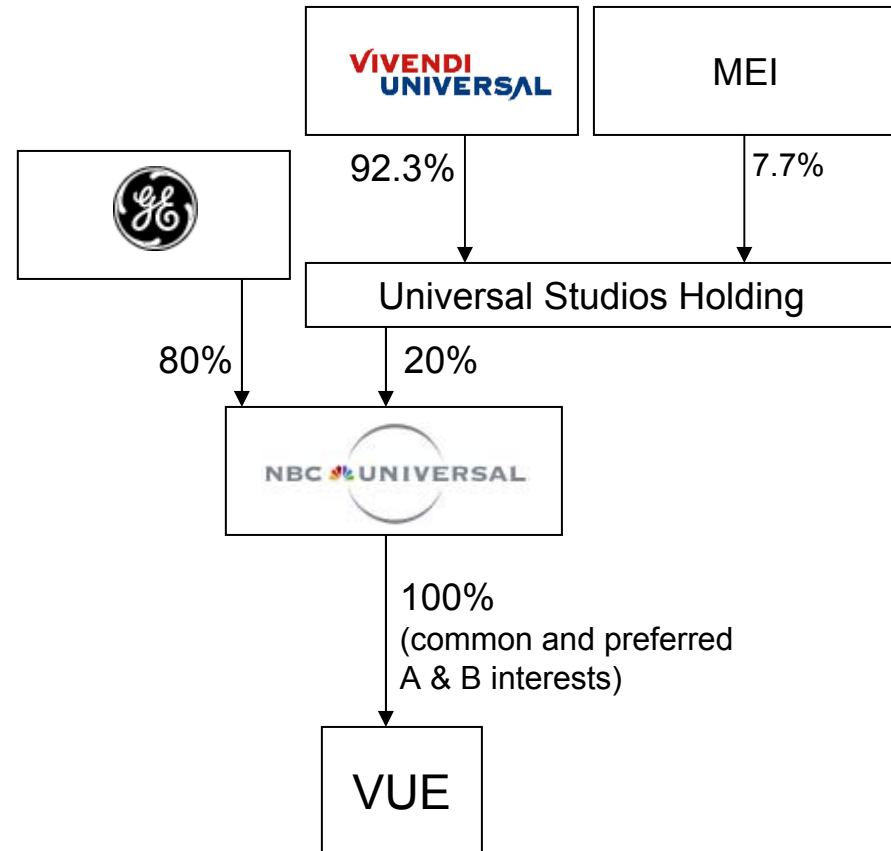 VIVENDI
UNIVERSAL
MEI
92.3%
7.7%
GE
Universal Studios Holding
80%
20%
NBC UNIVERSAL
100%
(common and preferred
A & B interests)
VUE